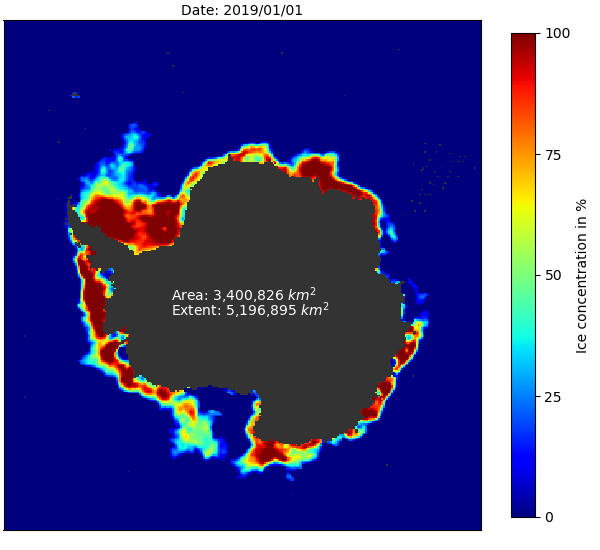 Date: 2019/01/01
Area: 3,400,826 km²
Extent: 5,196,895 km²
100
75
50
25
0
Ice concentration in %